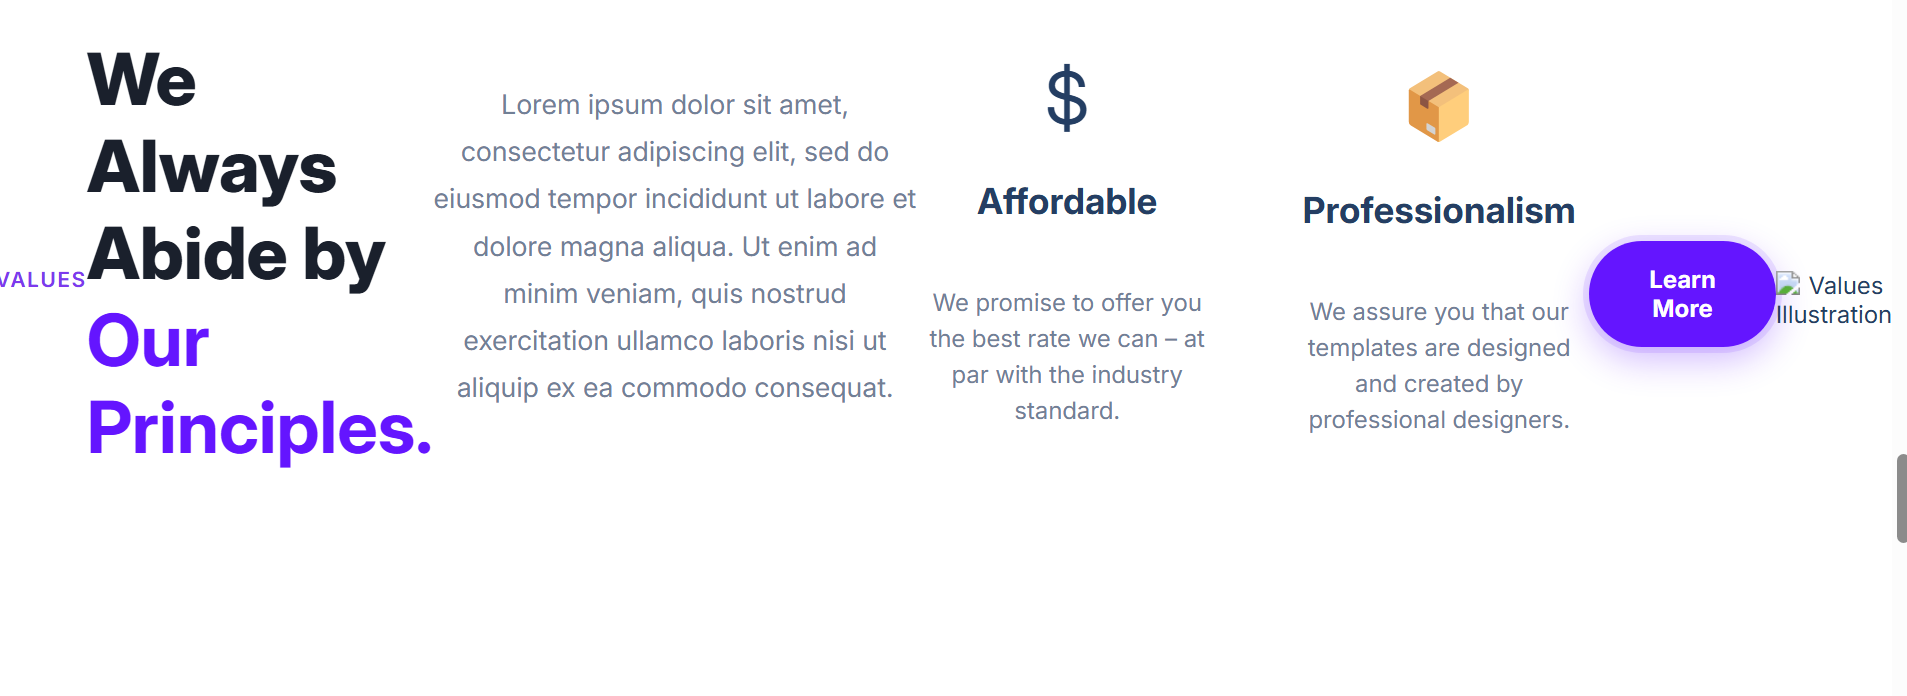 VALUES
We
Always
Abide by
Our
Principles.
Lorem ipsum dolor sit amet,
consectetur adipiscing elit, sed do
eiusmod tempor incididunt ut labore et
dolore magna aliqua. Ut enim ad
minim veniam, quis nostrud
exercitation ullamco laboris nisi ut
aliquip ex ea commodo consequat.
$
Affordable
We promise to offer you
the best rate we can – at
par with the industry
standard.
Professionalism
We assure you that our
templates are designed
and created by
professional designers.
Learn
More
Values
Illustration